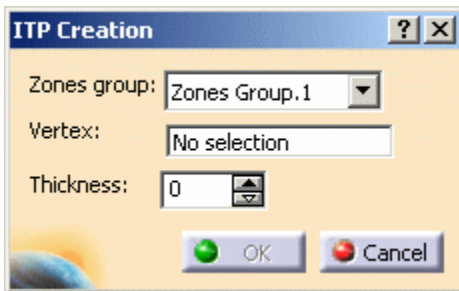 ITP Creation ? X
Zones group: Zones Group.1
Vertex: No selection
Thickness: 0
OK Cancel